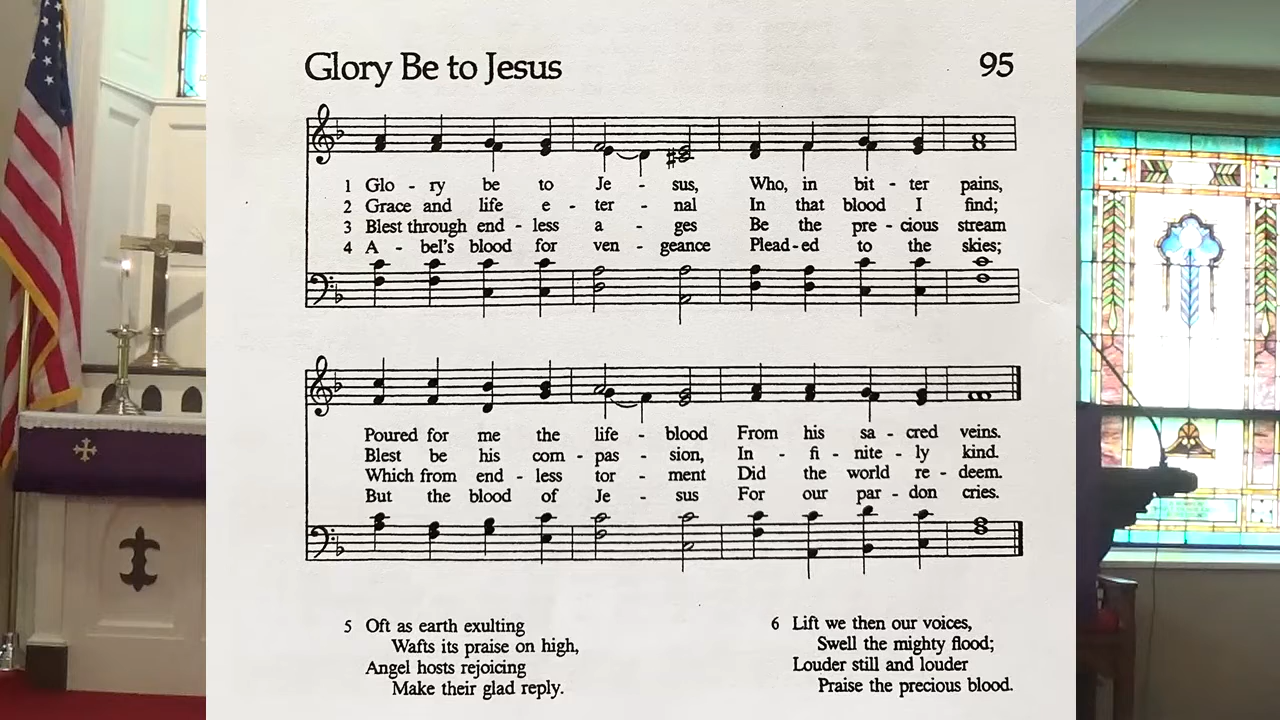 Glory Be to Jesus 95
1 Glo - ry be to Je - sus, Who, in bit - ter pains,
2 Grace and life e - ter - nal In that blood I find;
3 Blest through end - less a - ges Be the pre - cious stream
4 A - bel's blood for ven - geance Plead - ed to the skies;
Poured for me the life - blood From his sa - cred veins.
Blest be his com - pas - sion, In - fi - nite - ly kind.
Which from end - less tor - ment Did the world re - deem.
But the blood of Je - sus For our par - don cries.
5 Oft as earth exulting
Wafts its praise on high,
Angel hosts rejoicing
Make their glad reply.
6 Lift we then our voices,
Swell the mighty flood;
Louder still and louder
Praise the precious blood.